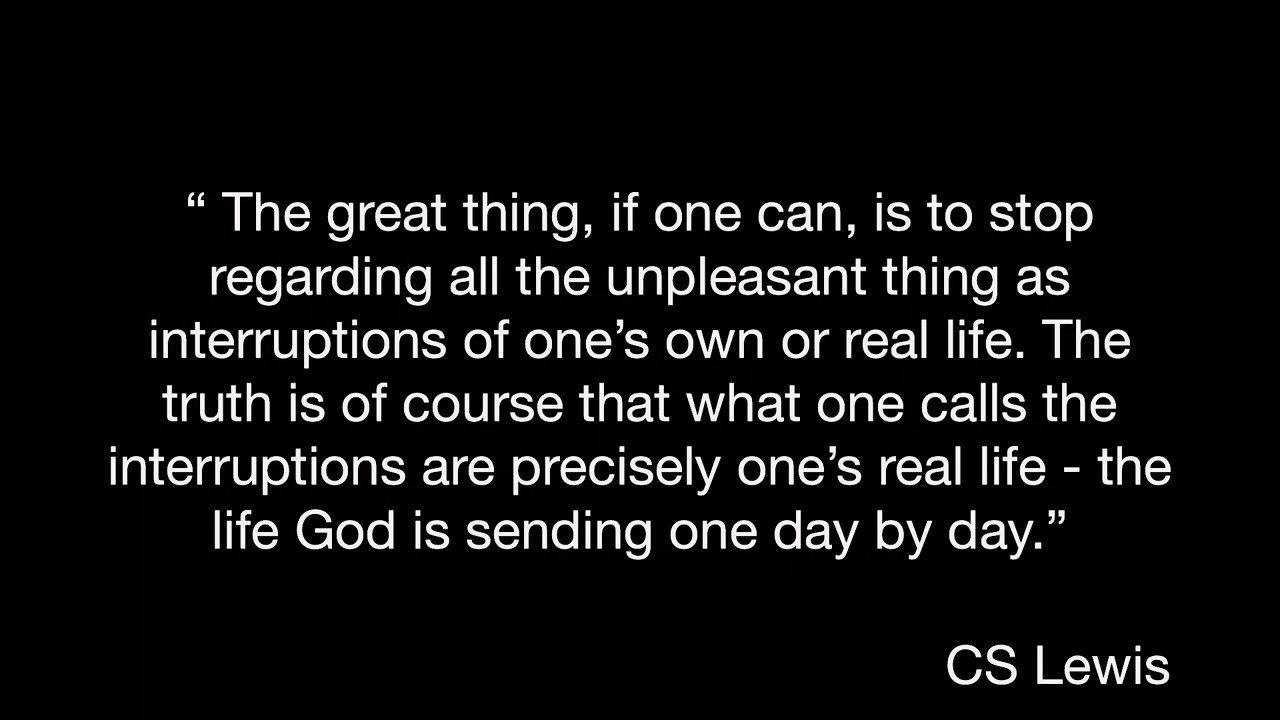 “ The great thing, if one can, is to stop
regarding all the unpleasant thing as
interruptions of one’s own or real life. The
truth is of course that what one calls the
interruptions are precisely one’s real life - the
life God is sending one day by day.”
CS Lewis